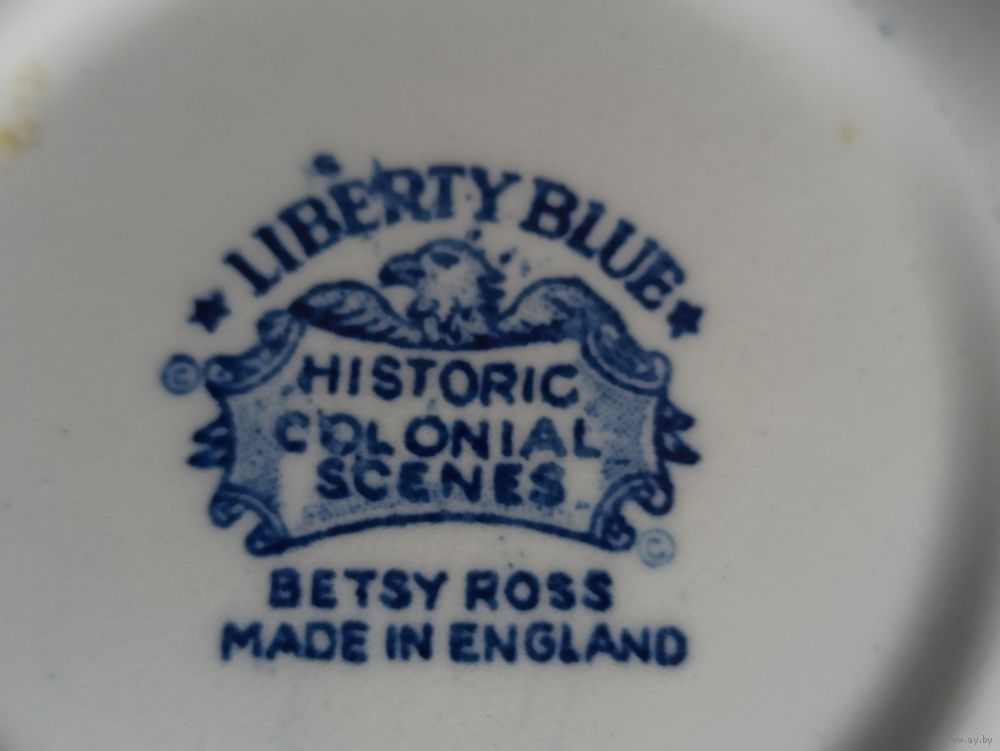 LIBERTY BLUE
©
HISTORIC
COLONIAL
SCENES
©
BETSY ROSS
MADE IN ENGLAND